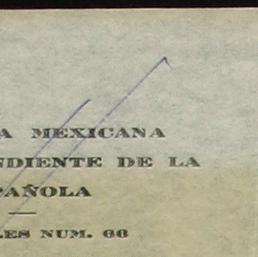 A MEXICANA
NDIENTE DE LA
PAÑOLA
LES NUM. 66